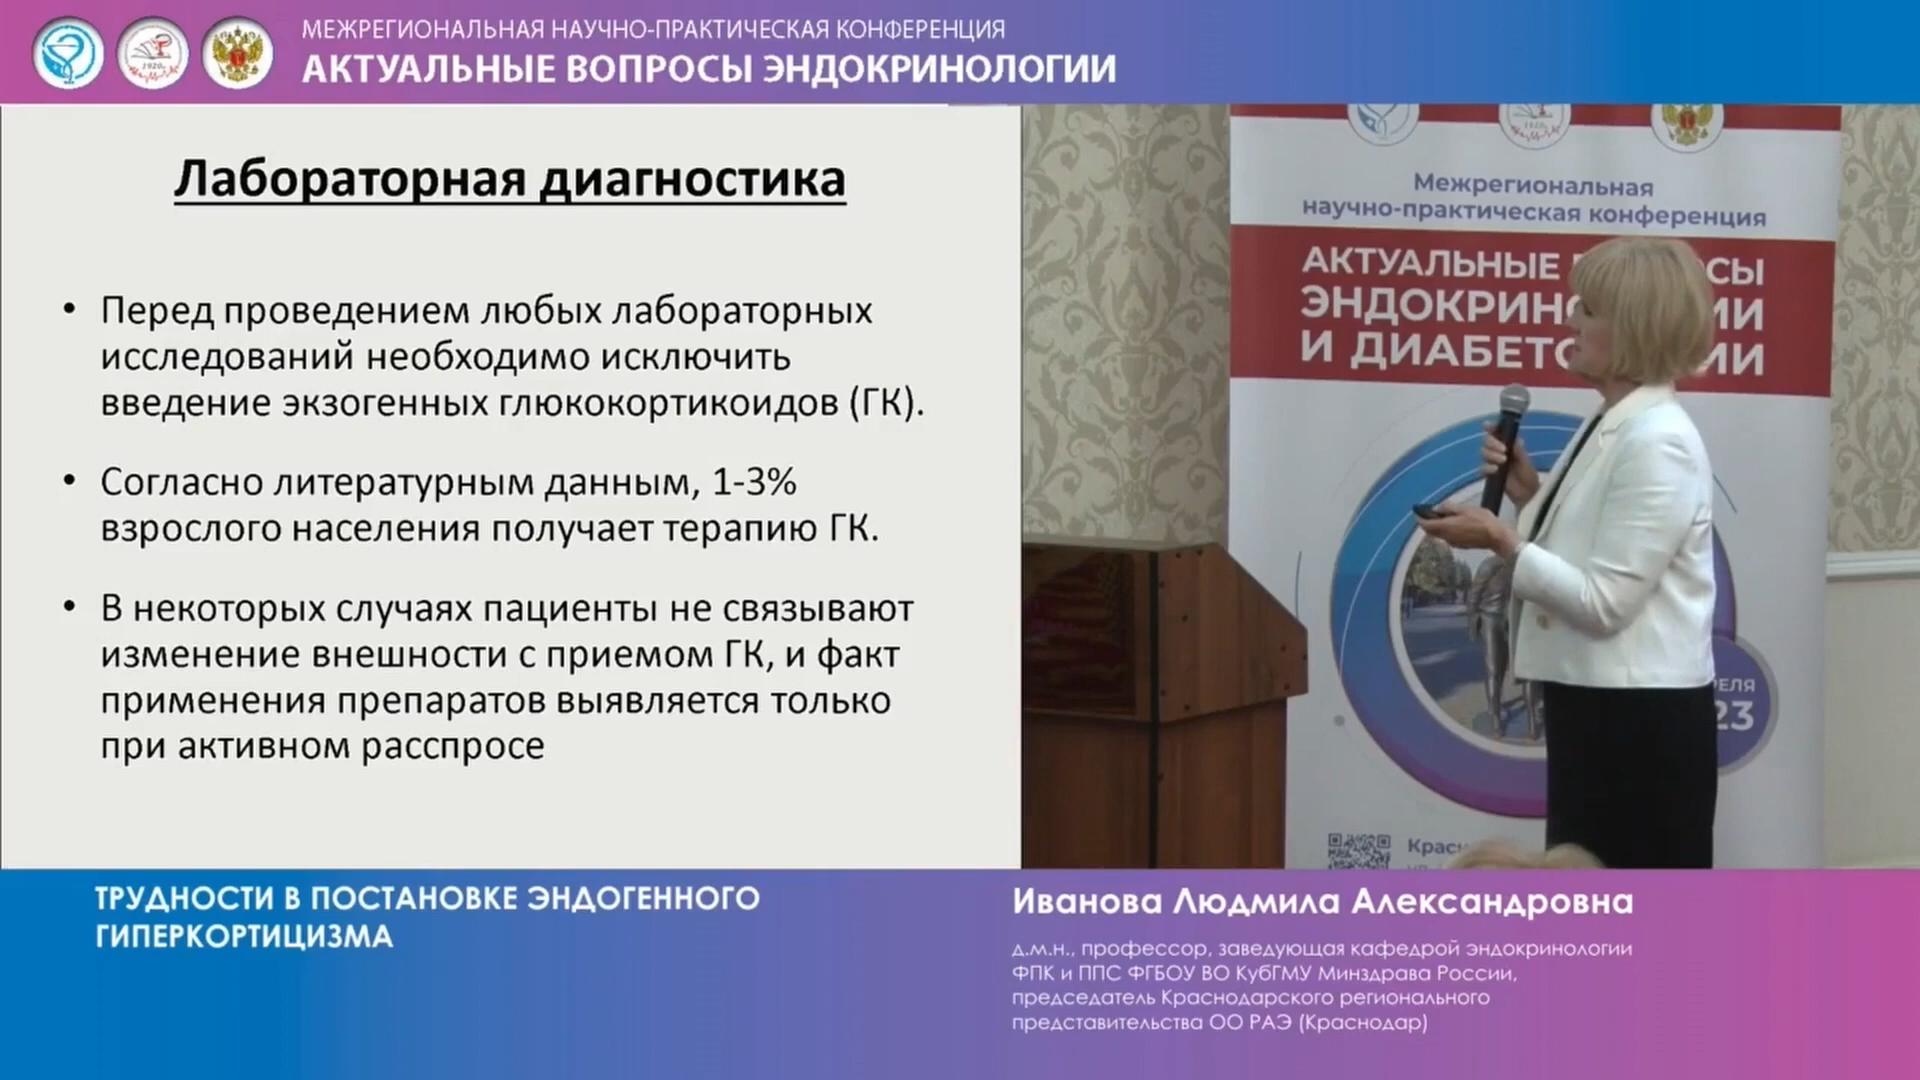 МЕЖРЕГИОНАЛЬНАЯ НАУЧНО-ПРАКТИЧЕСКАЯ КОНФЕРЕНЦИЯ
АКТУАЛЬНЫЕ ВОПРОСЫ ЭНДОКРИНОЛОГИИ
Лабораторная диагностика
• Перед проведением любых лабораторных
исследований необходимо исключить
введение экзогенных глюкокортикоидов (ГК).
• Согласно литературным данным, 1-3%
взрослого населения получает терапию ГК.
• В некоторых случаях пациенты не связывают
изменение внешности с приемом ГК, и факт
применения препаратов выявляется только
при активном расспросе
Межрегиональная
научно-практическая конференция
АКТУАЛЬНЫЕ
И
ТРУДНОСТИ В ПОСТАНОВКЕ ЭНДОГЕННОГО
ГИПЕРКОРТИЦИЗМА
Иванова Людмила Александровна
д.м.н., профессор, заведующая кафедрой эндокринологии
ФПК и ППС ФГБОУ ВО КубГМУ Минздрава России,
председатель Краснодарского регионального
представительства ОО РАЭ (Краснодар)